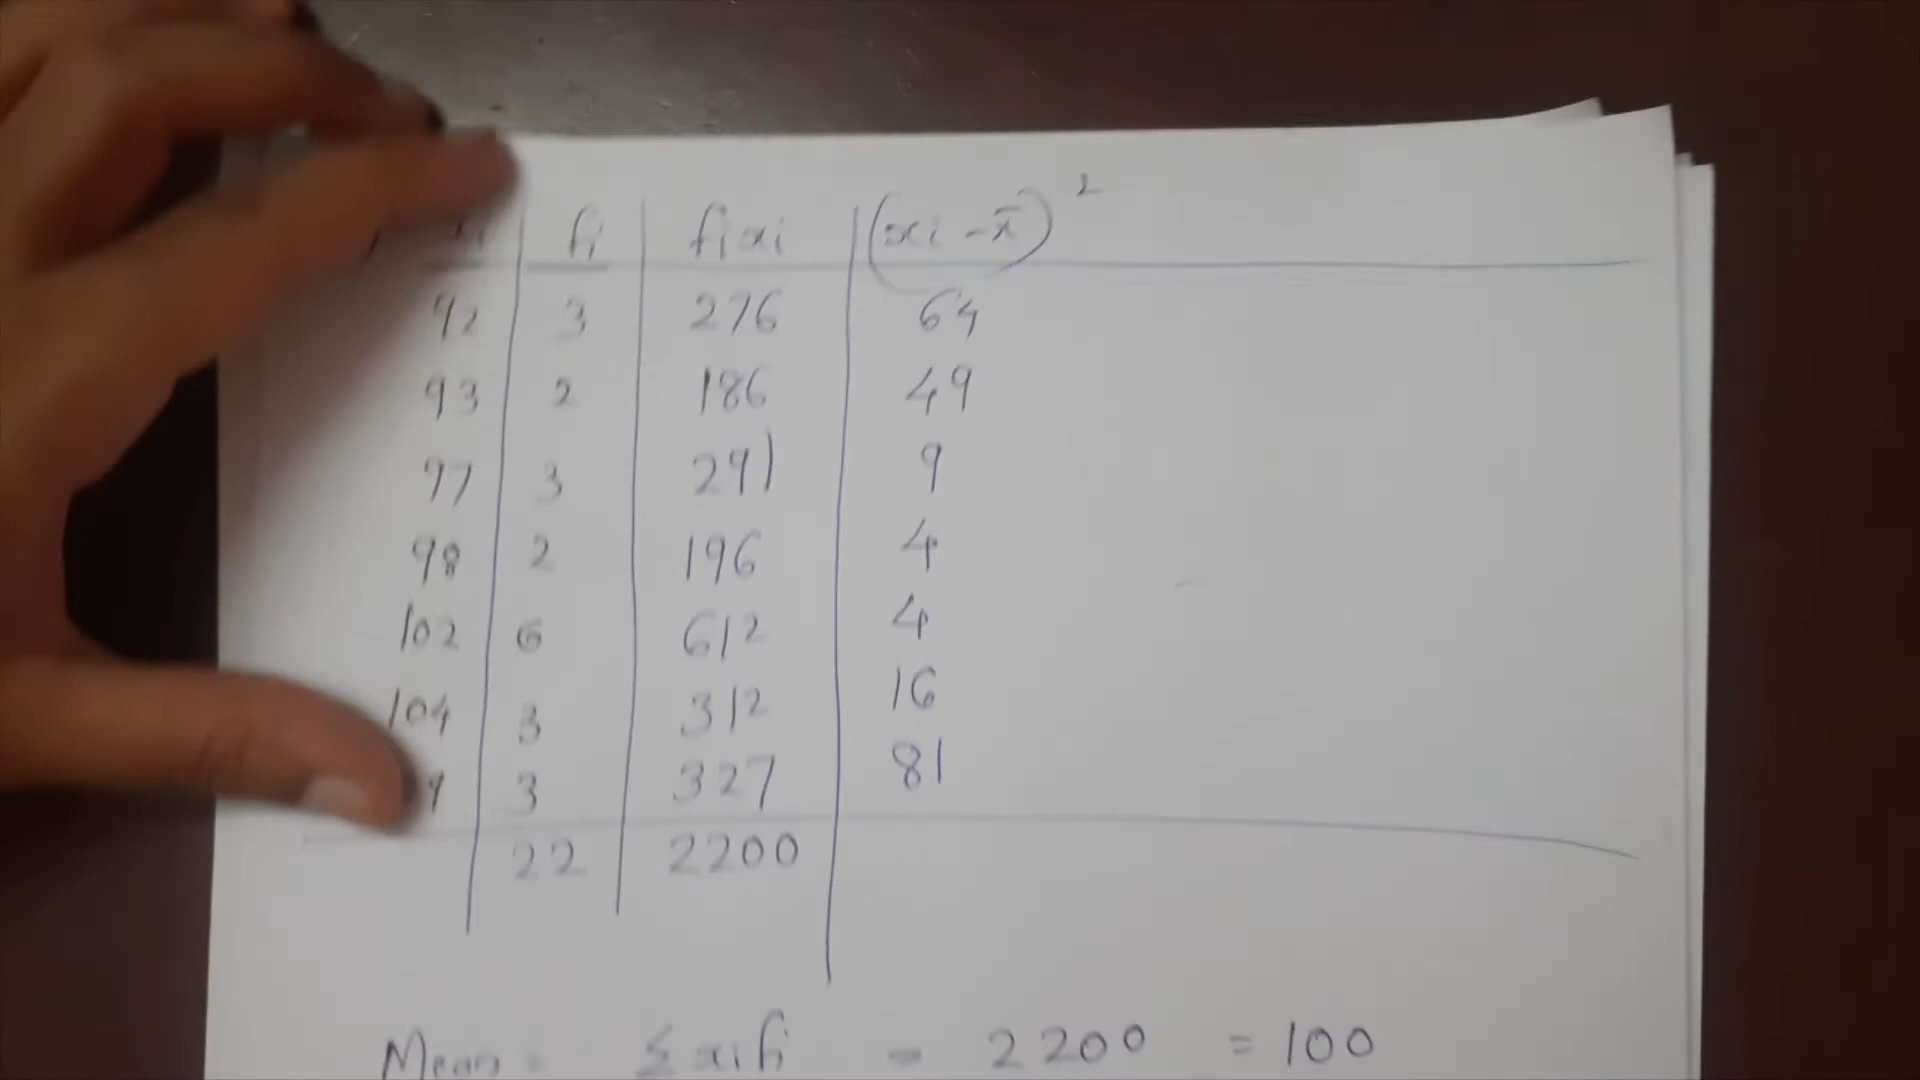 fi fixi (xi - x̄)²
92 3 276 64
93 2 186 49
97 3 291 9
98 2 196 4
102 6 612 4
104 3 312 16
9 3 327 81
22 2200
Mean = Σxifi = 2200 = 100